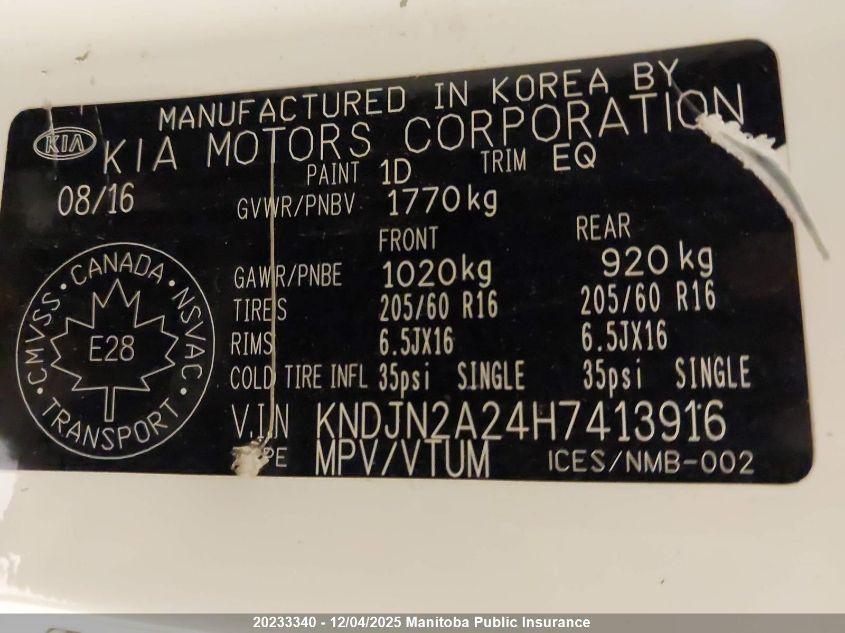 MANUFACTURED IN KOREA BY
KIA KIA MOTORS CORPORATION
08/16 PAINT 1D TRIM EQ
GVWR/PNBV 1770kg
FRONT REAR
GAWR/PNBE 1020kg 920kg
TIRES 205/60 R16 205/60 R16
RIMS 6.5JX16 6.5JX16
COLD TIRE INFL 35psi SINGLE 35psi SINGLE
V.I.N KNDJN2A24H7413916
MPV/VTUM ICES/NMB-002
CANADA
CMVSS · NSVAC
E28
TRANSPORT
20233340 - 12/04/2025 Manitoba Public Insurance